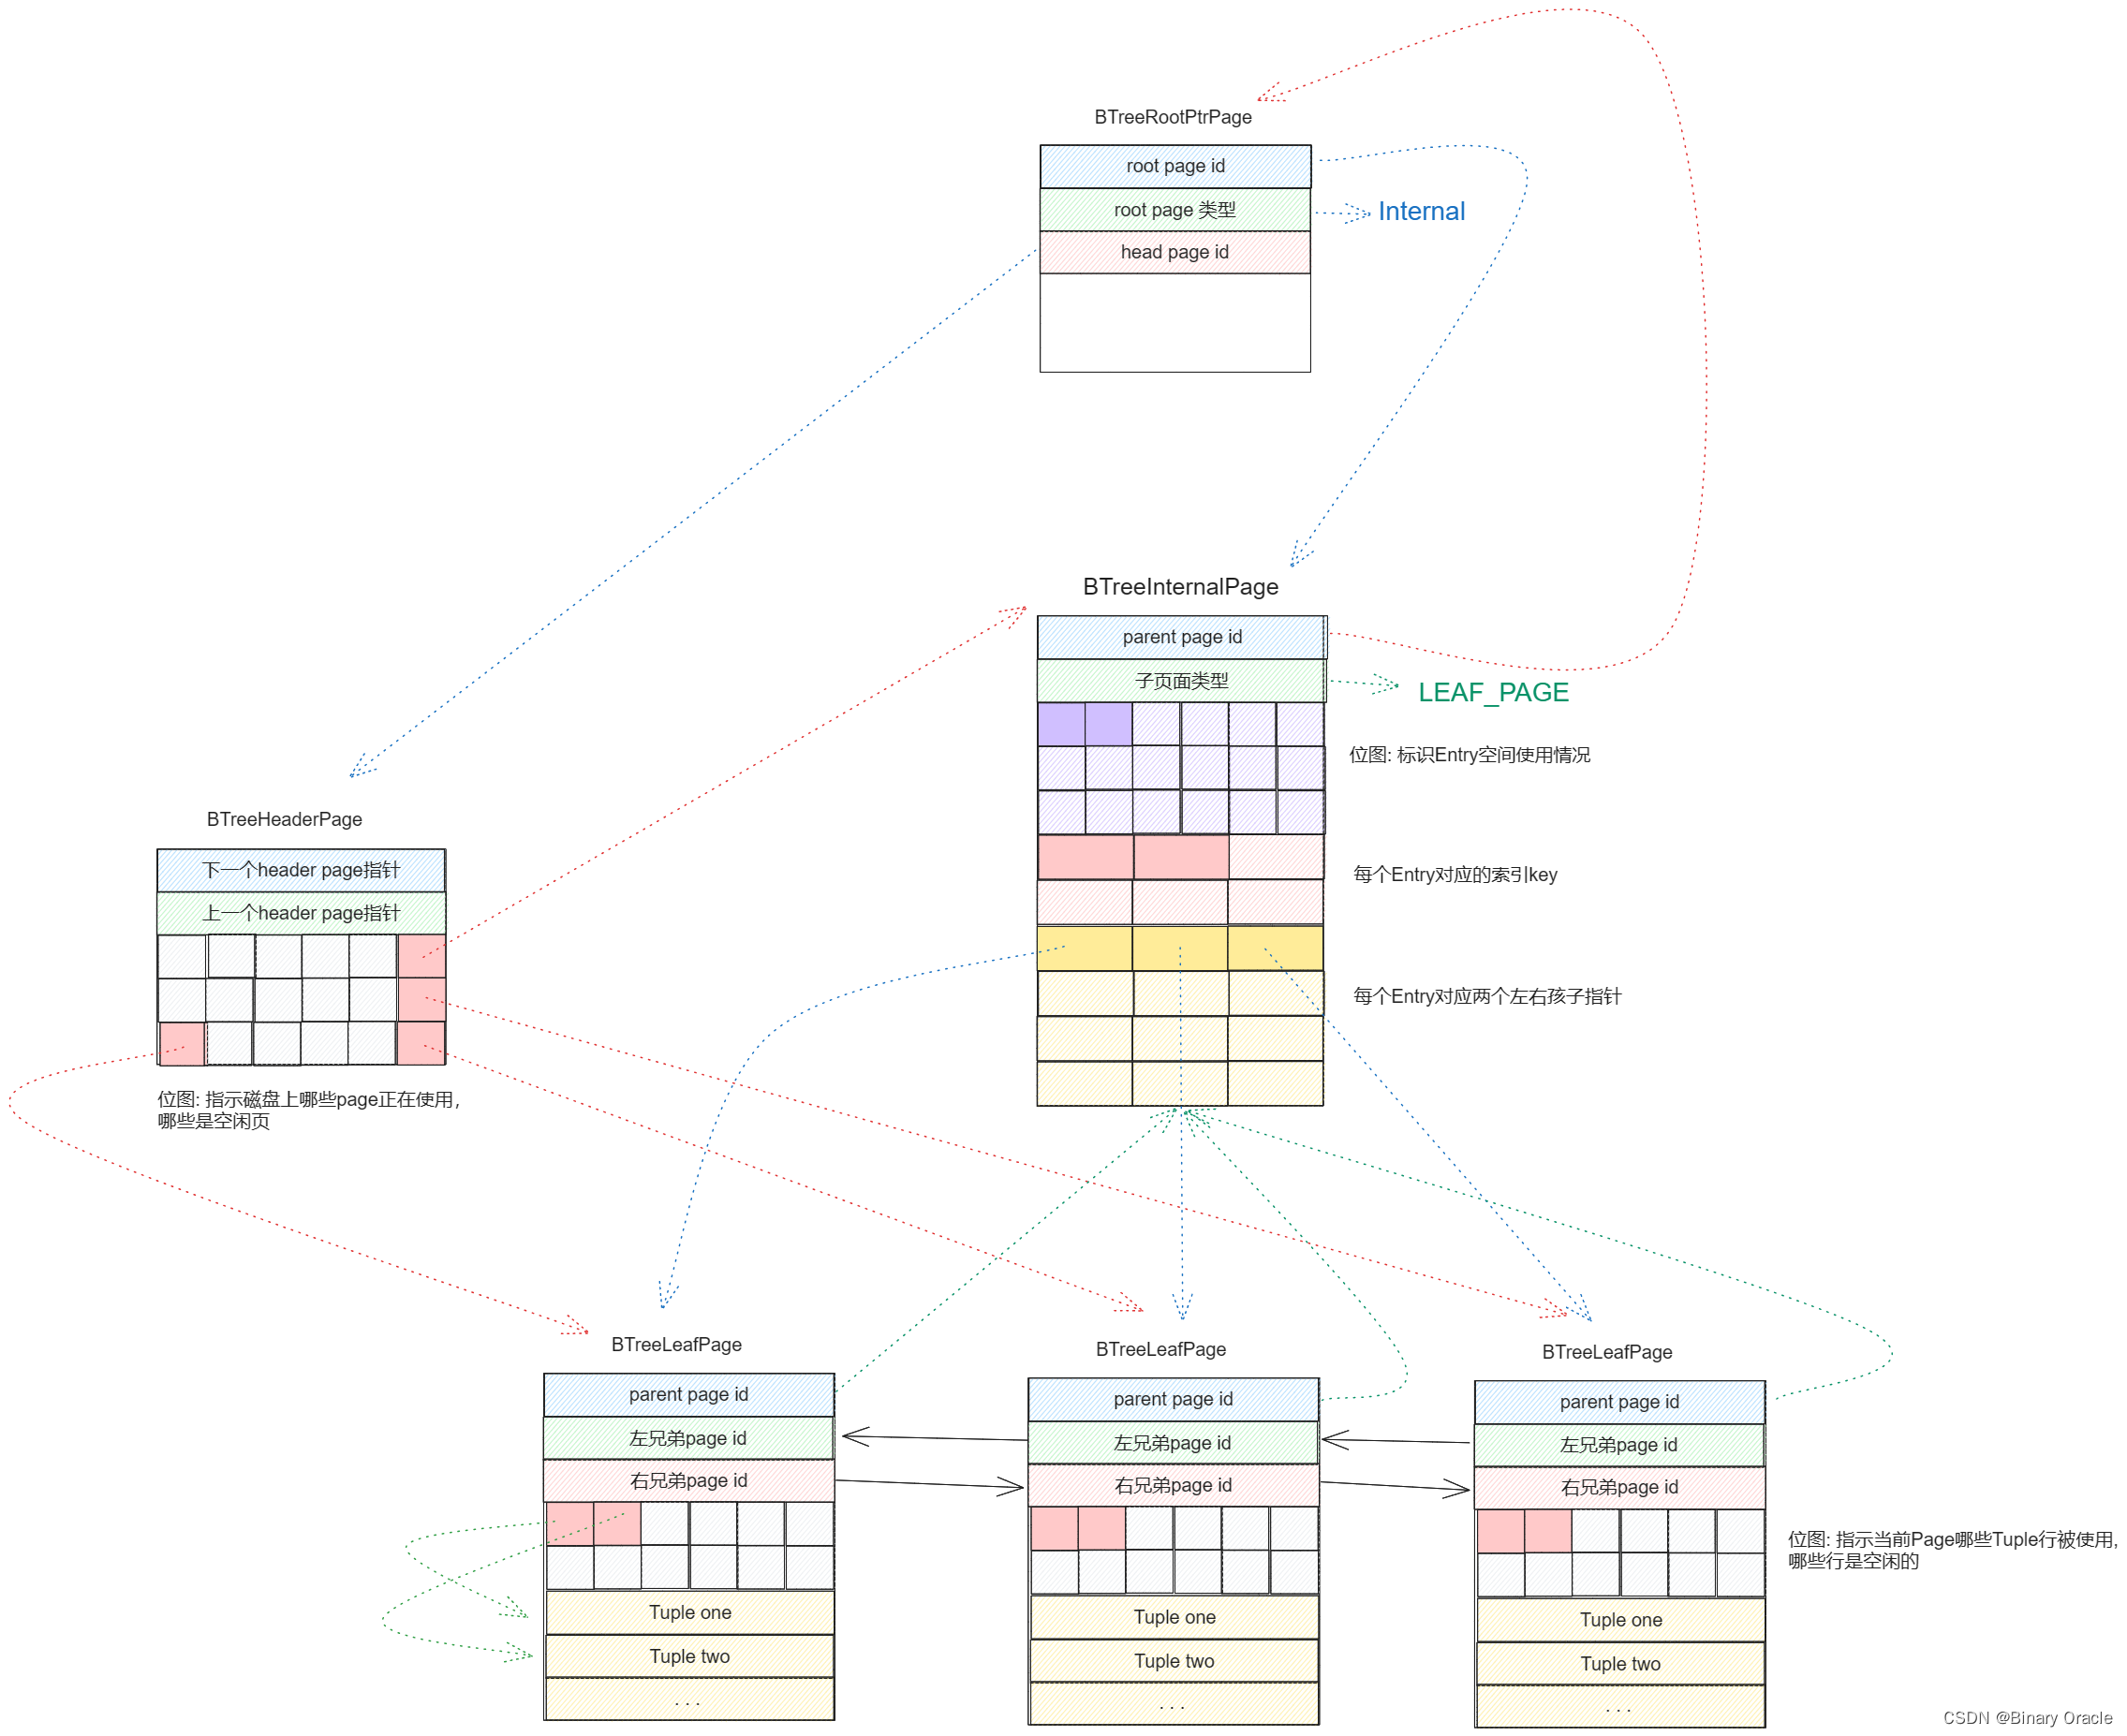 BTreeRootPtrPage
root page id
root page 类型
Internal
head page id
BTreeInternalPage
parent page id
子页面类型
LEAF_PAGE
位图: 标识Entry空间使用情况
每个Entry对应的索引key
每个Entry对应两个左右孩子指针
BTreeHeaderPage
下一个header page指针
上一个header page指针
位图: 指示磁盘上哪些page正在使用,
哪些是空闲页
BTreeLeafPage
parent page id
左兄弟page id
右兄弟page id
Tuple one
Tuple two
. . .
BTreeLeafPage
parent page id
左兄弟page id
右兄弟page id
Tuple one
Tuple two
. . .
BTreeLeafPage
parent page id
左兄弟page id
右兄弟page id
Tuple one
Tuple two
. . .
位图: 指示当前Page哪些Tuple行被使用,
哪些行是空闲的
CSDN @Binary Oracle